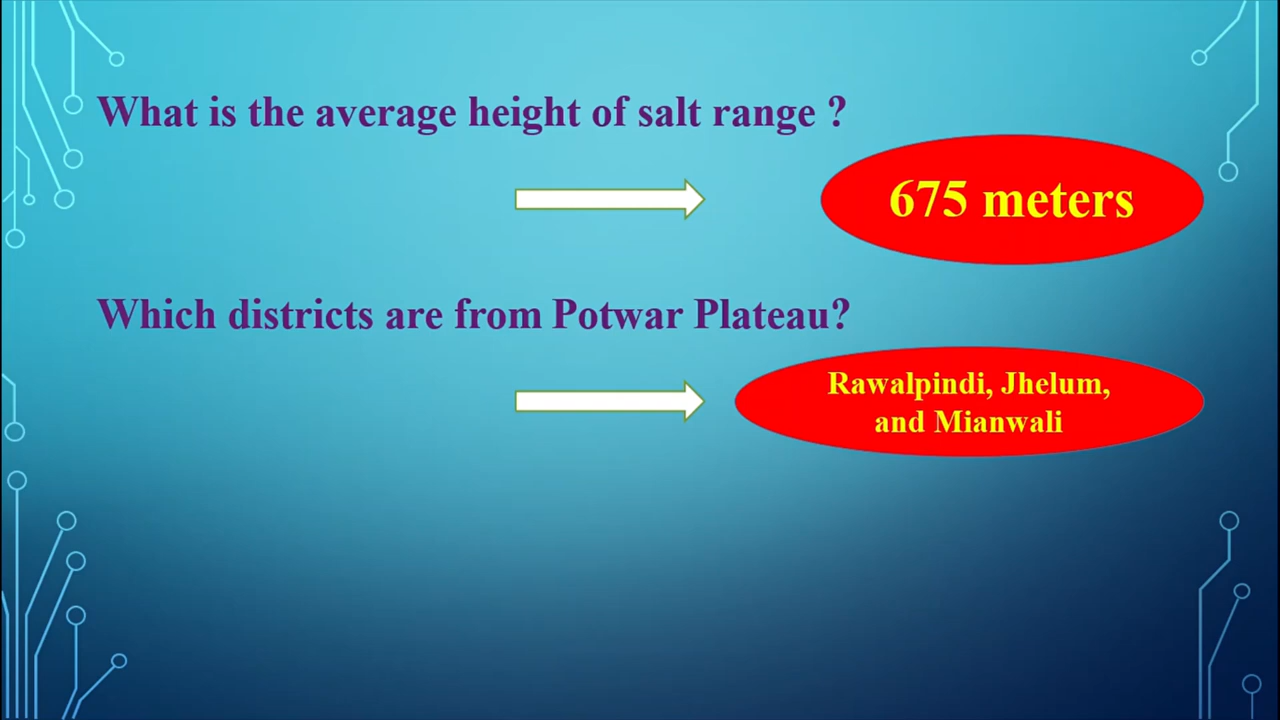 What is the average height of salt range ?
675 meters
Which districts are from Potwar Plateau?
Rawalpindi, Jhelum,
and Mianwali